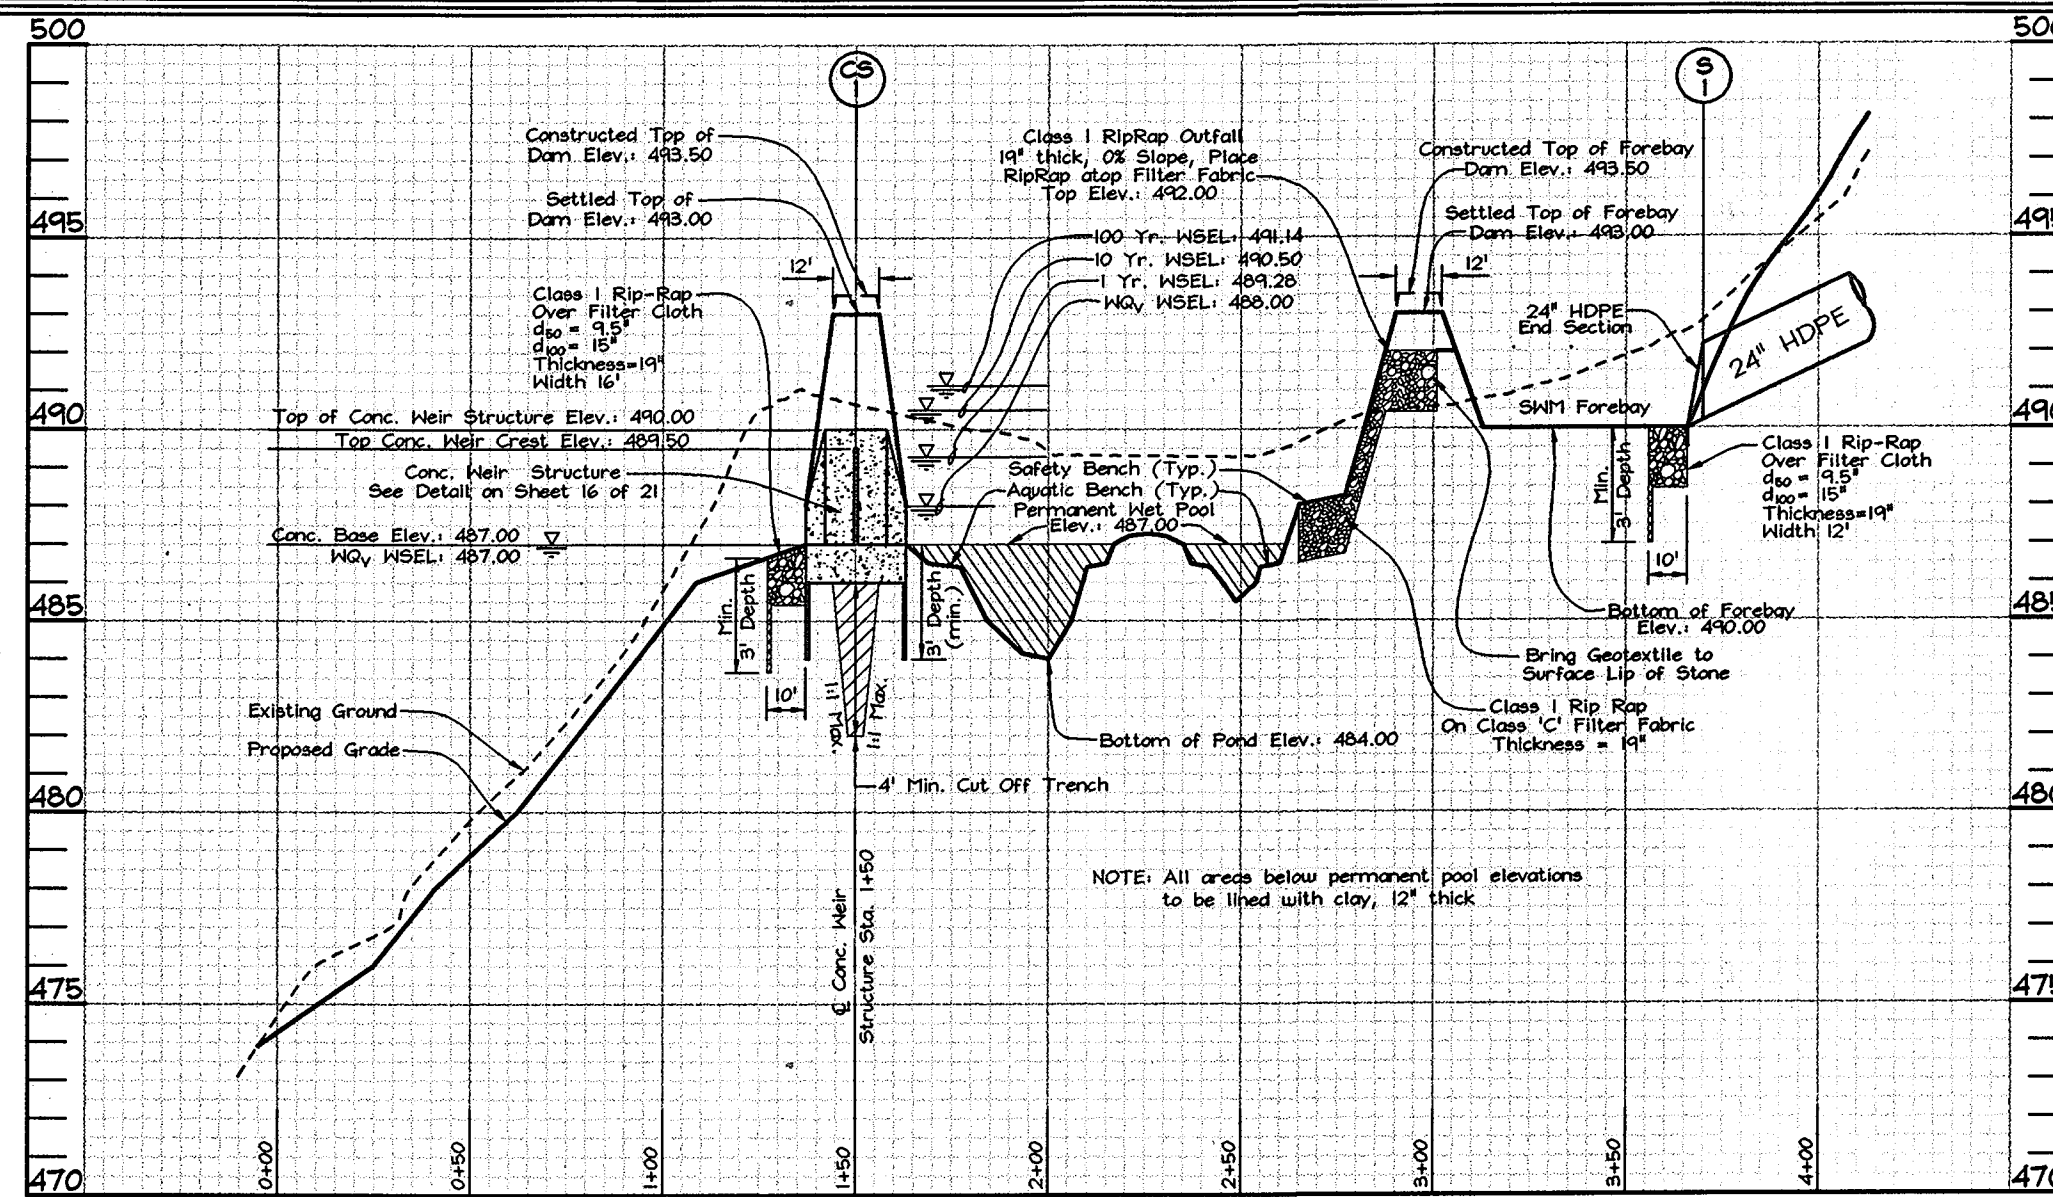 500
500
CS
S
Constructed Top of
Dam Elev.: 493.50
Settled Top of
Dam Elev.: 493.00
12'
Class 1 RipRap Outfall
19" thick, 0% Slope, Place
RipRap atop Filter Fabric
Top Elev.: 492.00
100 Yr. WSEL: 491.14
10 Yr. WSEL: 490.50
1 Yr. WSEL: 489.28
WQv WSEL: 488.00
Constructed Top of Forebay
Dam Elev.: 493.50
Settled Top of Forebay
Dam Elev.: 493.00
12'
495
495
Class 1 Rip-Rap
Over Filter Cloth
d50 = 9.5"
d100 = 15"
Thickness=19"
Width 16'
24" HDPE
End Section
24" HDPE
Top of Conc. Weir Structure Elev.: 490.00
Top Conc. Weir Crest Elev.: 489.50
Conc. Weir Structure
See Detail on Sheet 16 of 21
490
490
SWM Forebay
Safety Bench (Typ.)
Aquatic Bench (Typ.)
Permanent Wet Pool
Elev.: 487.00
Min.
3' Depth
Class 1 Rip-Rap
Over Filter Cloth
d50 = 9.5"
d100 = 15"
Thickness=19"
Width 12'
10'
Conc. Base Elev.: 487.00
WQv WSEL: 487.00
485
485
Min.
3' Depth
3' Depth
(min.)
10'
1:1 Max.
1:1 Max.
Bottom of Forebay
Elev.: 490.00
Bring Geotextile to
Surface Lip of Stone
Class 1 Rip Rap
On Class 'C' Filter Fabric
Thickness = 19"
Existing Ground
Proposed Grade
Bottom of Pond Elev.: 484.00
4' Min. Cut Off Trench
480
480
NOTE: All areas below permanent pool elevations
to be lined with clay, 12" thick
℄ Conc. Weir
Structure Sta. 1+50
475
475
470
470
0+00
0+50
1+00
1+50
2+00
2+50
3+00
3+50
4+00